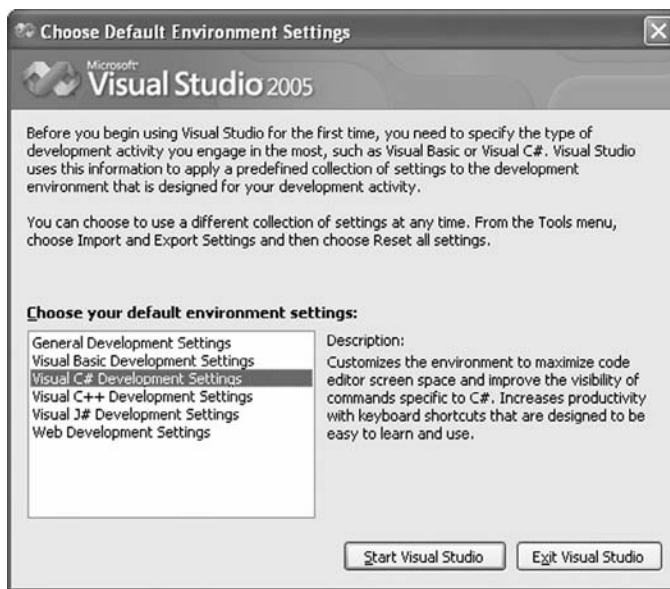 Choose Default Environment Settings
Microsoft
Visual Studio 2005
Before you begin using Visual Studio for the first time, you need to specify the type of
development activity you engage in the most, such as Visual Basic or Visual C#. Visual Studio
uses this information to apply a predefined collection of settings to the development
environment that is designed for your development activity.
You can choose to use a different collection of settings at any time. From the Tools menu,
choose Import and Export Settings and then choose Reset all settings.
Choose your default environment settings:
General Development Settings
Visual Basic Development Settings
Visual C# Development Settings
Visual C++ Development Settings
Visual J# Development Settings
Web Development Settings
Description:
Customizes the environment to maximize code
editor screen space and improve the visibility of
commands specific to C#. Increases productivity
with keyboard shortcuts that are designed to be
easy to learn and use.
Start Visual Studio
Exit Visual Studio